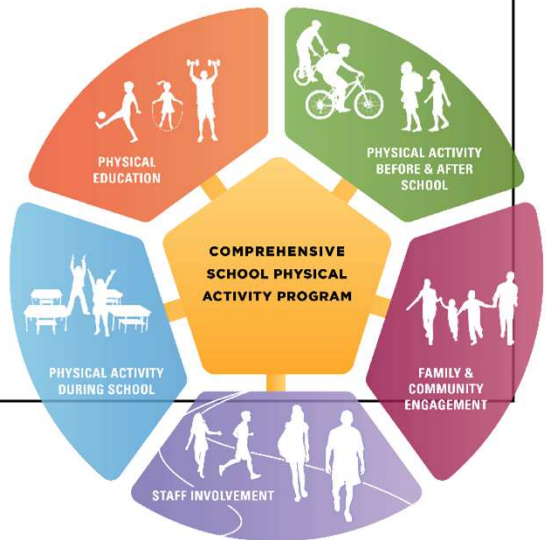 PHYSICAL
EDUCATION
PHYSICAL ACTIVITY
BEFORE & AFTER
SCHOOL
COMPREHENSIVE
SCHOOL PHYSICAL
ACTIVITY PROGRAM
PHYSICAL ACTIVITY
DURING SCHOOL
FAMILY &
COMMUNITY
ENGAGEMENT
STAFF INVOLVEMENT